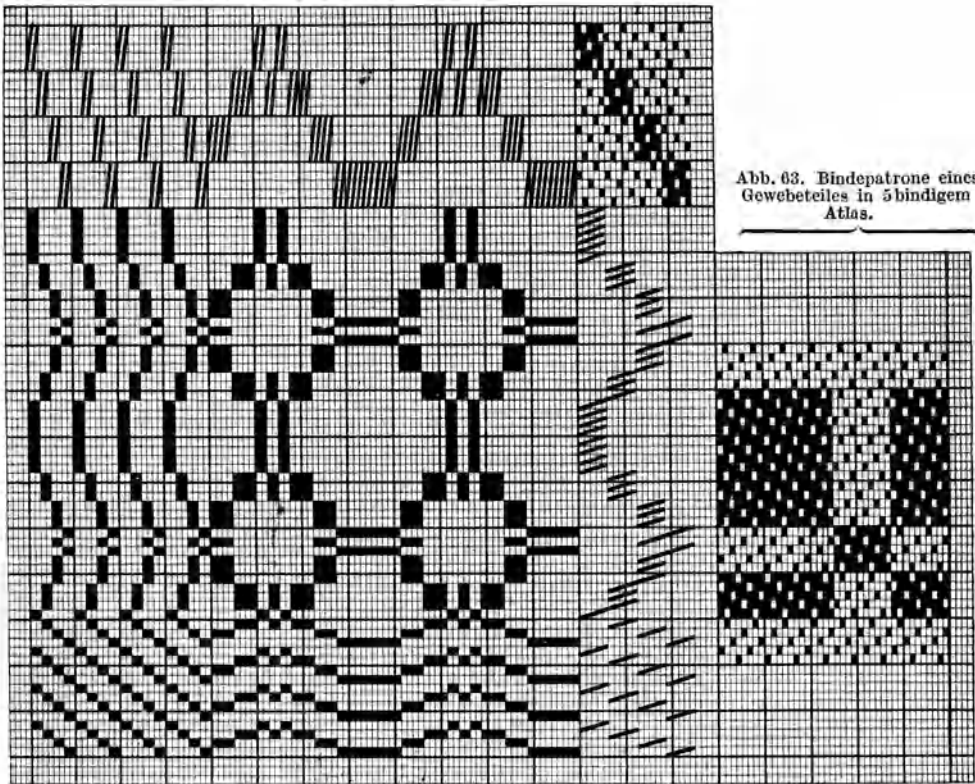 Abb. 63. Bindepatrone eines
Gewebeteiles in 5bindigem
Atlas.